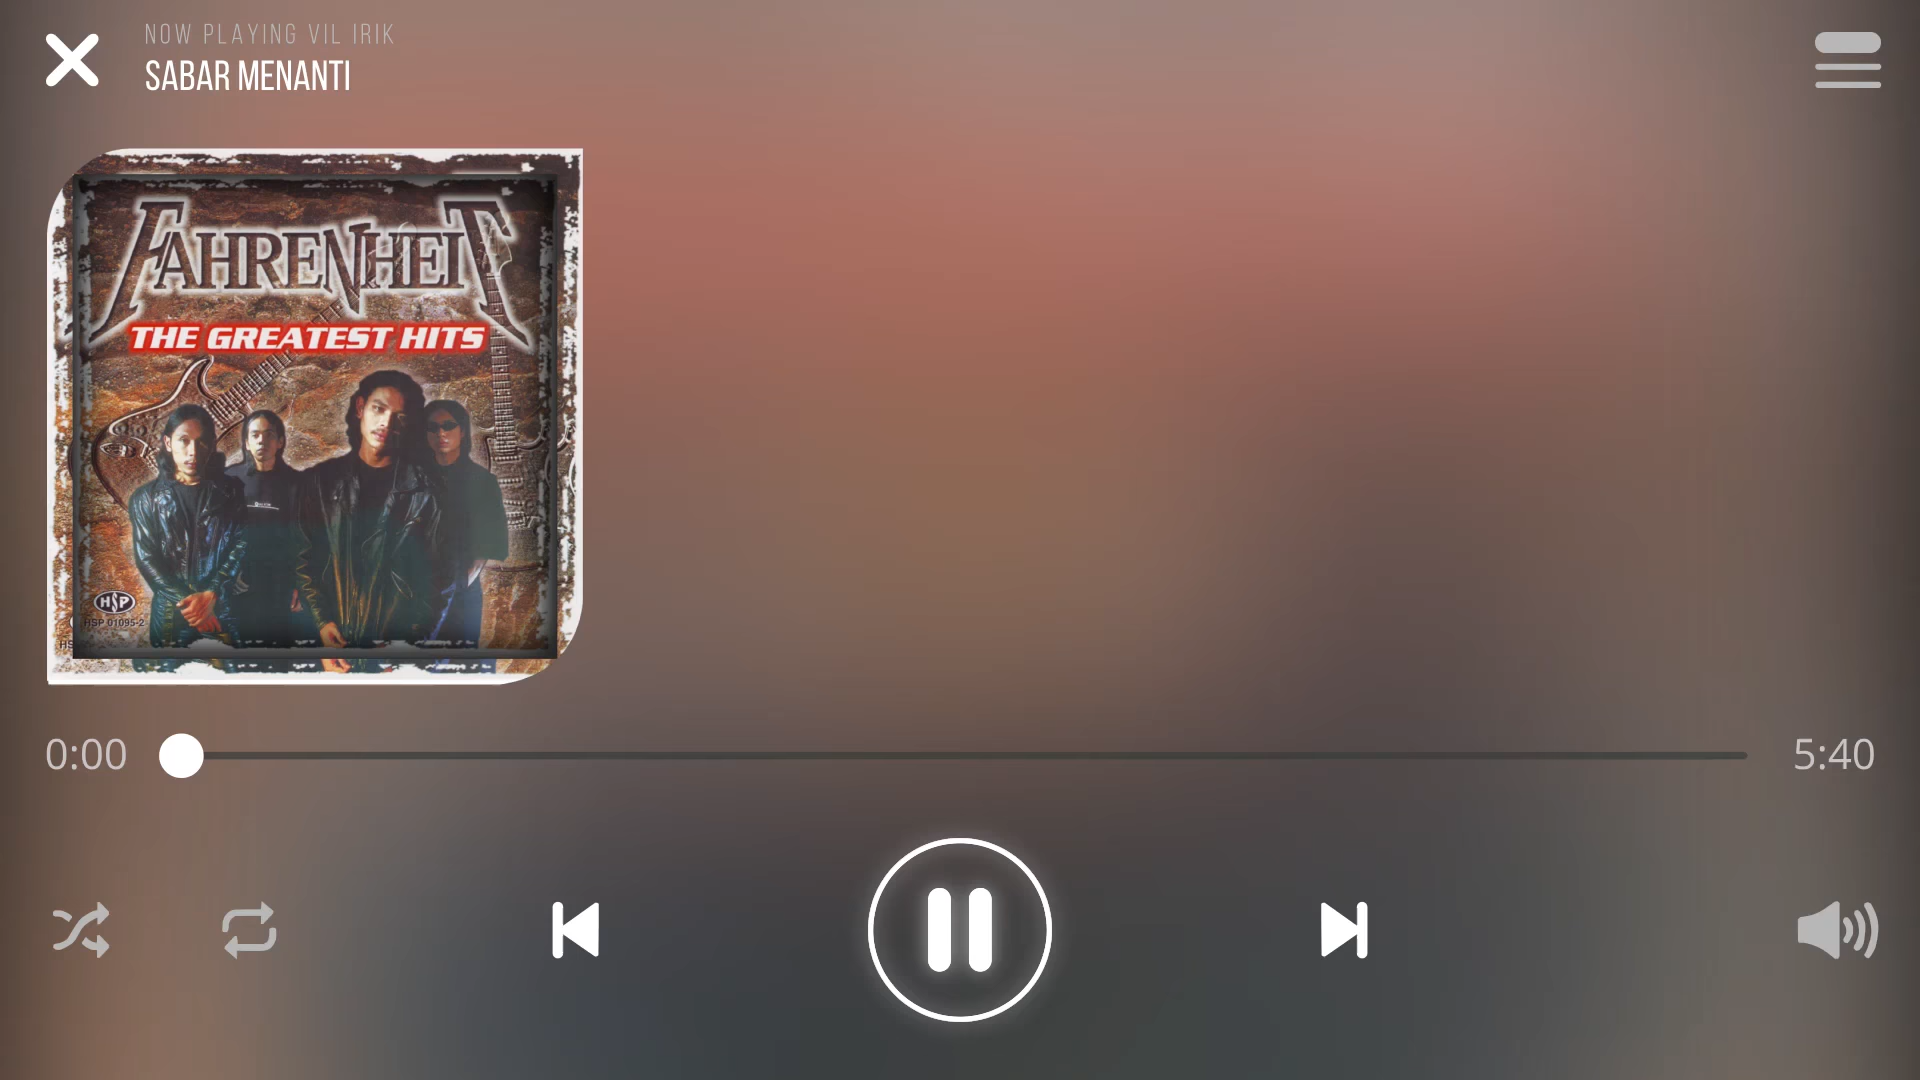 NOW PLAYING VIL IRIK
SABAR MENANTI
FAHRENHEIT
THE GREATEST HITS
HSP
HSP 01095-2
0:00
5:40